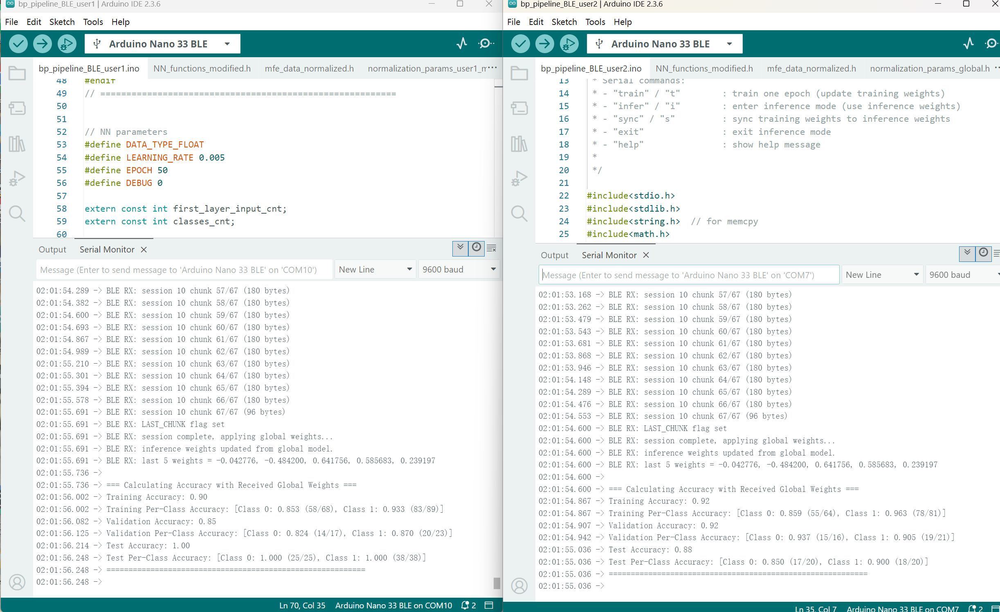 bp_pipeline_BLE_user1 | Arduino IDE 2.3.6
File Edit Sketch Tools Help
Arduino Nano 33 BLE
bp_pipeline_BLE_user1.ino NN_functions_modified.h mfe_data_normalized.h normalization_params_user1_m...
48 #endif
49 // =========================================================
50
51
52 // NN parameters
53 #define DATA_TYPE_FLOAT
54 #define LEARNING_RATE 0.005
55 #define EPOCH 50
56 #define DEBUG 0
57
58 extern const int first_layer_input_cnt;
59 extern const int classes_cnt;
60
Output Serial Monitor
Message (Enter to send message to 'Arduino Nano 33 BLE' on 'COM10') New Line 9600 baud
02:01:54.289 -> BLE RX: session 10 chunk 57/67 (180 bytes)
02:01:54.382 -> BLE RX: session 10 chunk 58/67 (180 bytes)
02:01:54.600 -> BLE RX: session 10 chunk 59/67 (180 bytes)
02:01:54.693 -> BLE RX: session 10 chunk 60/67 (180 bytes)
02:01:54.867 -> BLE RX: session 10 chunk 61/67 (180 bytes)
02:01:54.989 -> BLE RX: session 10 chunk 62/67 (180 bytes)
02:01:55.210 -> BLE RX: session 10 chunk 63/67 (180 bytes)
02:01:55.301 -> BLE RX: session 10 chunk 64/67 (180 bytes)
02:01:55.394 -> BLE RX: session 10 chunk 65/67 (180 bytes)
02:01:55.578 -> BLE RX: session 10 chunk 66/67 (180 bytes)
02:01:55.691 -> BLE RX: session 10 chunk 67/67 (96 bytes)
02:01:55.691 -> BLE RX: LAST_CHUNK flag set
02:01:55.691 -> BLE RX: session complete, applying global weights...
02:01:55.691 -> BLE RX: inference weights updated from global model.
02:01:55.691 -> BLE RX: last 5 weights = -0.042776, -0.484200, 0.641756, 0.585683, 0.239197
02:01:55.736 ->
02:01:55.736 -> === Calculating Accuracy with Received Global Weights ===
02:01:56.002 -> Training Accuracy: 0.90
02:01:56.002 -> Training Per-Class Accuracy: [Class 0: 0.853 (58/68), Class 1: 0.933 (83/89)]
02:01:56.082 -> Validation Accuracy: 0.85
02:01:56.125 -> Validation Per-Class Accuracy: [Class 0: 0.824 (14/17), Class 1: 0.870 (20/23)]
02:01:56.214 -> Test Accuracy: 1.00
02:01:56.248 -> Test Per-Class Accuracy: [Class 0: 1.000 (25/25), Class 1: 1.000 (38/38)]
02:01:56.248 -> ===========================================================
02:01:56.248 ->
Ln 70, Col 35 Arduino Nano 33 BLE on COM10 2
bp_pipeline_BLE_user2 | Arduino IDE 2.3.6
File Edit Sketch Tools Help
Arduino Nano 33 BLE
bp_pipeline_BLE_user2.ino NN_functions_modified.h mfe_data_normalized.h normalization_params_global.h
13 * Serial commands:
14 * - "train" / "t" : train one epoch (update training weights)
15 * - "infer" / "i" : enter inference mode (use inference weights)
16 * - "sync" / "s" : sync training weights to inference weights
17 * - "exit" : exit inference mode
18 * - "help" : show help message
19 *
20 */
21
22 #include<stdio.h>
23 #include<stdlib.h>
24 #include<string.h> // for memcpy
25 #include<math.h>
Output Serial Monitor
Message (Enter to send message to 'Arduino Nano 33 BLE' on 'COM7') New Line 9600 baud
02:01:53.168 -> BLE RX: session 10 chunk 57/67 (180 bytes)
02:01:53.262 -> BLE RX: session 10 chunk 58/67 (180 bytes)
02:01:53.479 -> BLE RX: session 10 chunk 59/67 (180 bytes)
02:01:53.543 -> BLE RX: session 10 chunk 60/67 (180 bytes)
02:01:53.681 -> BLE RX: session 10 chunk 61/67 (180 bytes)
02:01:53.868 -> BLE RX: session 10 chunk 62/67 (180 bytes)
02:01:53.946 -> BLE RX: session 10 chunk 63/67 (180 bytes)
02:01:54.148 -> BLE RX: session 10 chunk 64/67 (180 bytes)
02:01:54.289 -> BLE RX: session 10 chunk 65/67 (180 bytes)
02:01:54.476 -> BLE RX: session 10 chunk 66/67 (180 bytes)
02:01:54.553 -> BLE RX: session 10 chunk 67/67 (96 bytes)
02:01:54.600 -> BLE RX: LAST_CHUNK flag set
02:01:54.600 -> BLE RX: session complete, applying global weights...
02:01:54.600 -> BLE RX: inference weights updated from global model.
02:01:54.600 -> BLE RX: last 5 weights = -0.042776, -0.484200, 0.641756, 0.585683, 0.239197
02:01:54.600 ->
02:01:54.600 -> === Calculating Accuracy with Received Global Weights ===
02:01:54.867 -> Training Accuracy: 0.92
02:01:54.867 -> Training Per-Class Accuracy: [Class 0: 0.859 (55/64), Class 1: 0.963 (78/81)]
02:01:54.907 -> Validation Accuracy: 0.92
02:01:54.942 -> Validation Per-Class Accuracy: [Class 0: 0.937 (15/16), Class 1: 0.905 (19/21)]
02:01:55.036 -> Test Accuracy: 0.88
02:01:55.036 -> Test Per-Class Accuracy: [Class 0: 0.850 (17/20), Class 1: 0.900 (18/20)]
02:01:55.036 -> ===========================================================
02:01:55.036 ->
Ln 35, Col 7 Arduino Nano 33 BLE on COM7 2